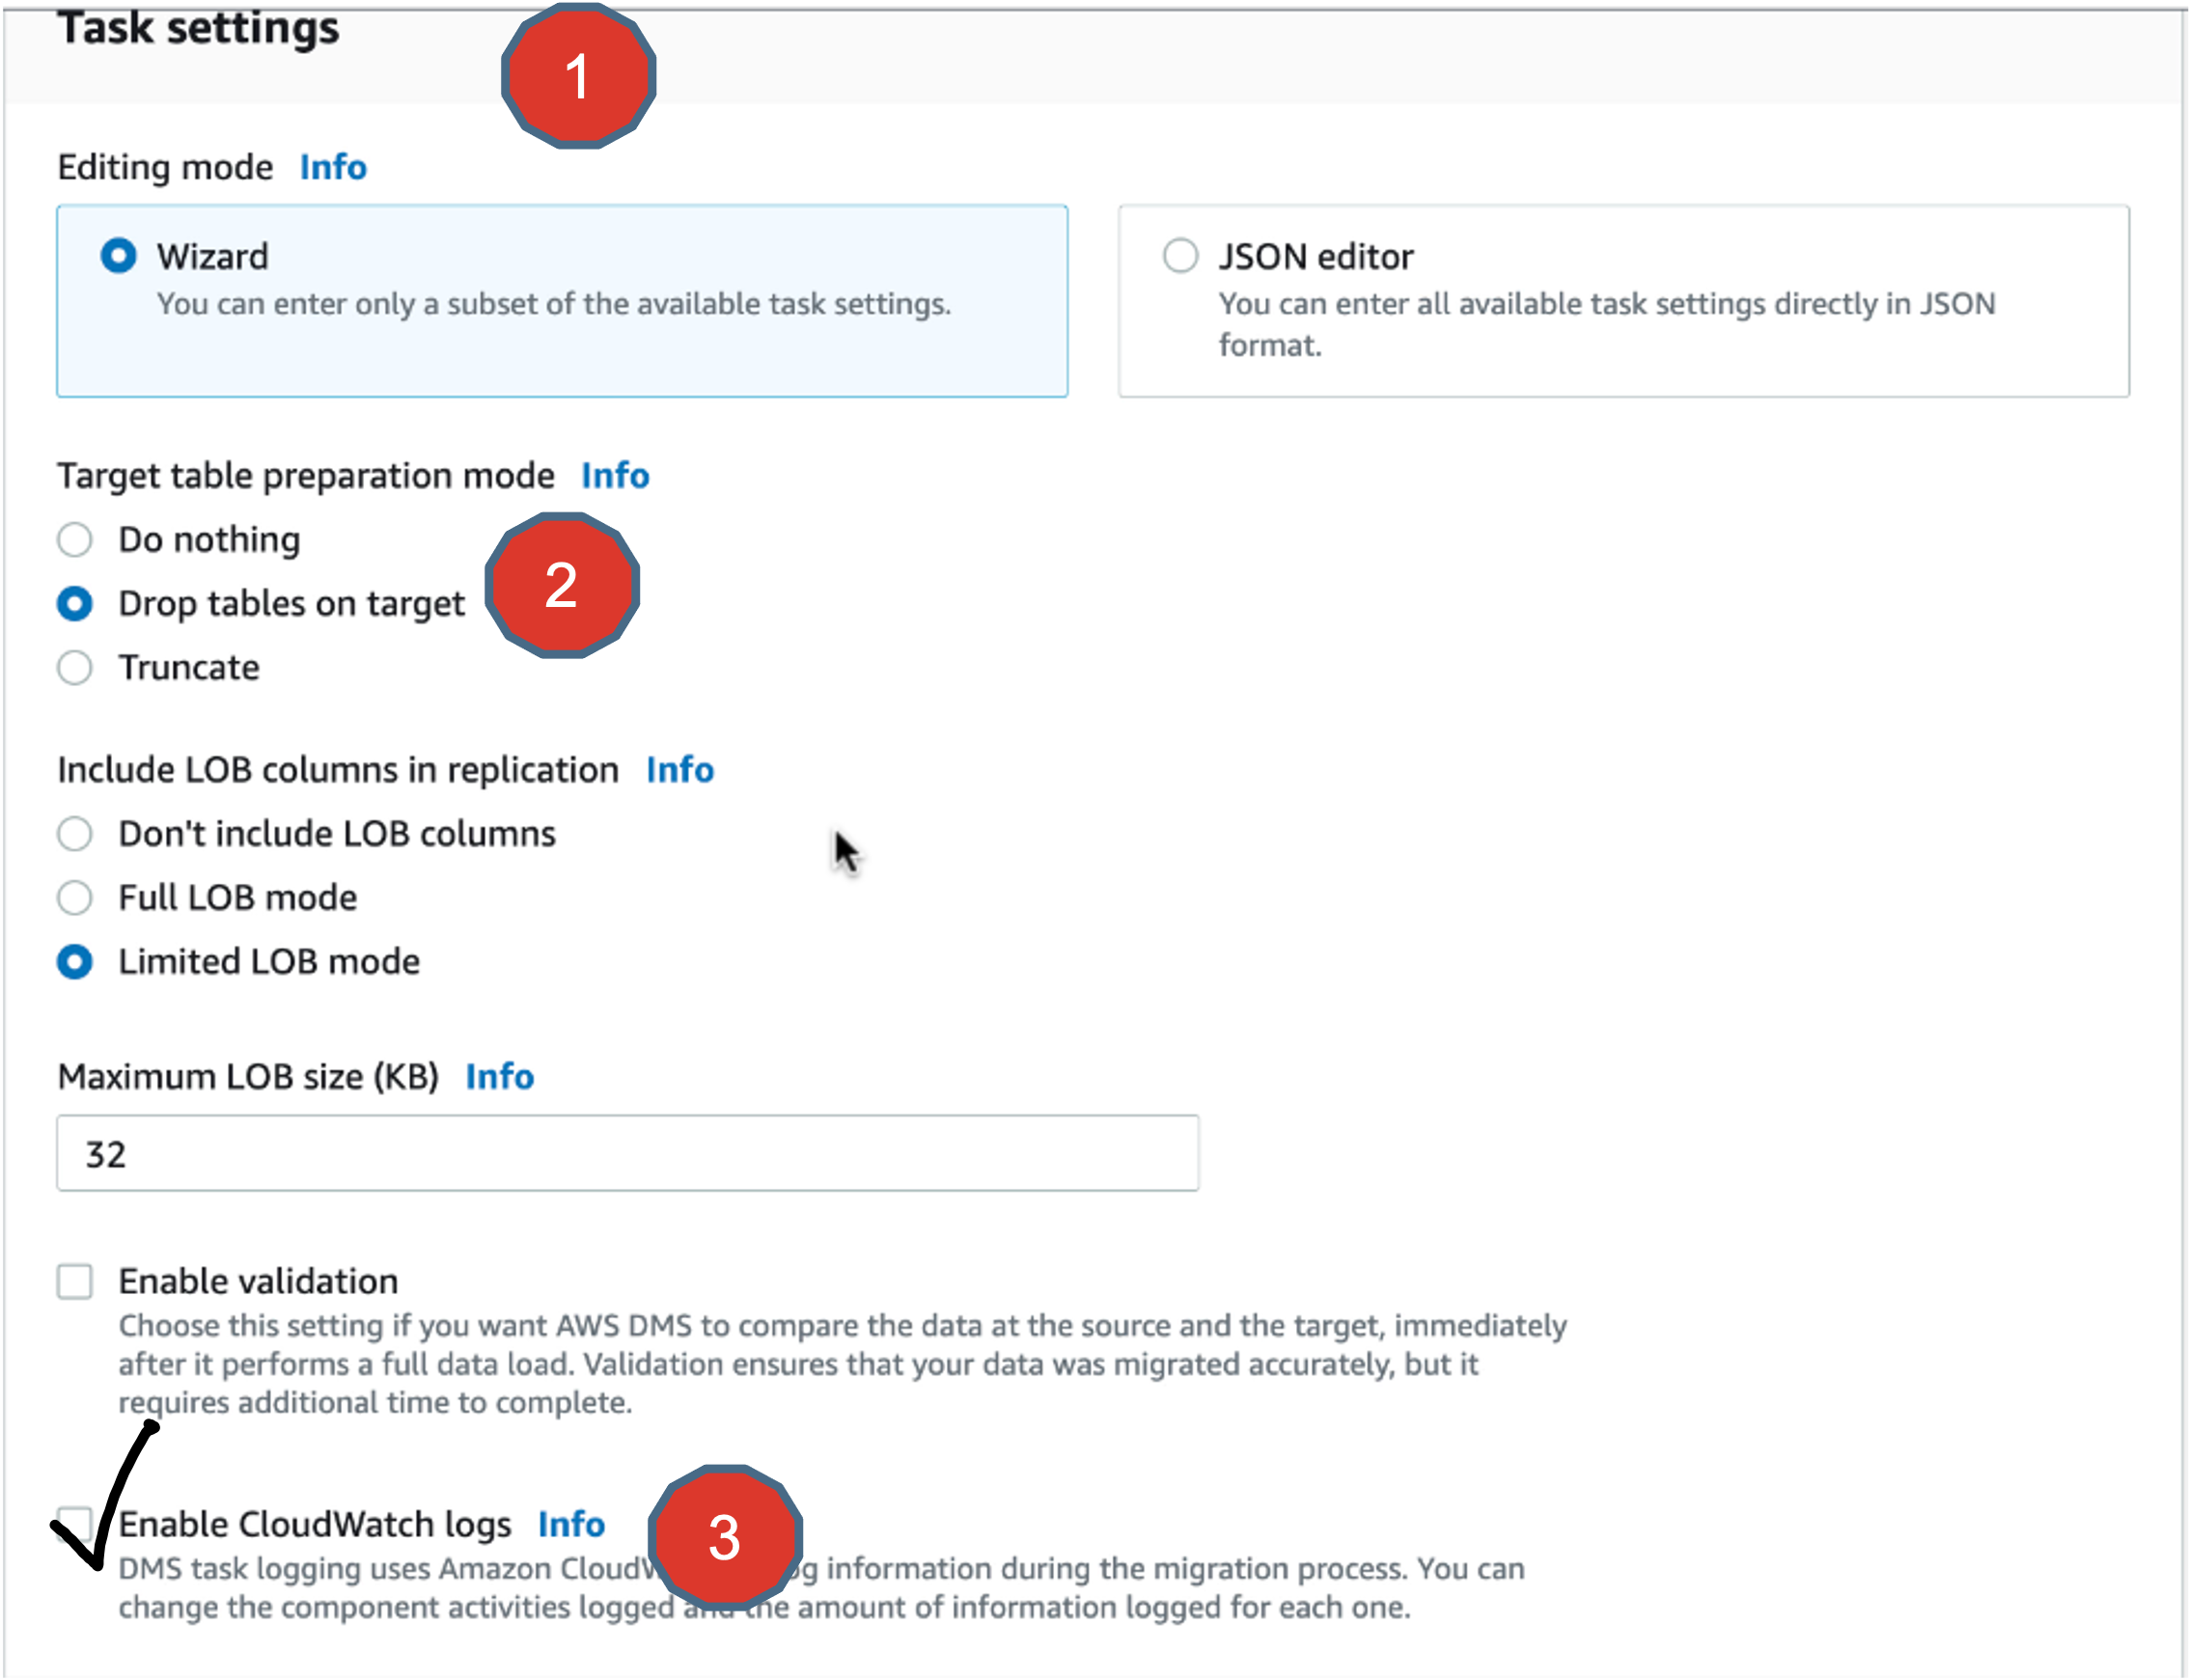 Task settings
1
Editing mode Info
Wizard
You can enter only a subset of the available task settings.
JSON editor
You can enter all available task settings directly in JSON
format.
Target table preparation mode Info
Do nothing
Drop tables on target
2
Truncate
Include LOB columns in replication Info
Don't include LOB columns
Full LOB mode
Limited LOB mode
Maximum LOB size (KB) Info
32
Enable validation
Choose this setting if you want AWS DMS to compare the data at the source and the target, immediately
after it performs a full data load. Validation ensures that your data was migrated accurately, but it
requires additional time to complete.
Enable CloudWatch logs Info
3
DMS task logging uses Amazon information during the migration process. You can
change the component activities logged and the amount of information logged for each one.